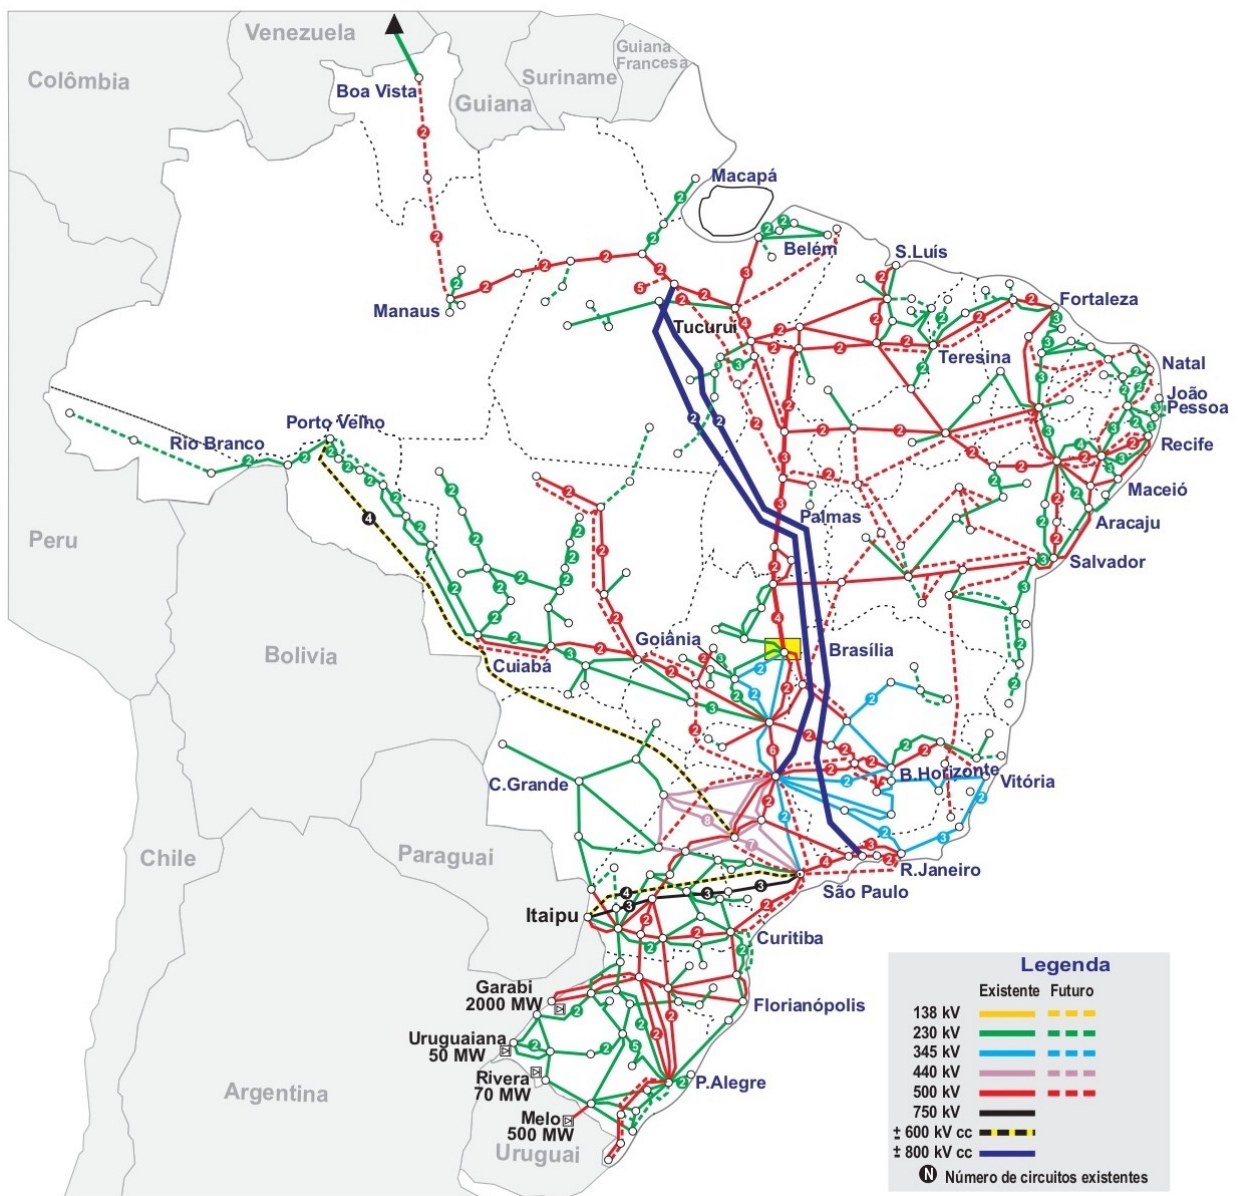 Venezuela
Colômbia
Boa Vista
Guiana
Suriname
Guiana
Francesa
Macapá
Belém
S.Luís
Manaus
Tucurui
Fortaleza
Teresina
Natal
João
Pessoa
Recife
Maceió
Aracaju
Salvador
Porto Velho
Rio Branco
Peru
Palmas
Bolivia
Cuiabá
Goiânia
Brasília
C.Grande
B.Horizonte
Vitória
Chile
Paraguai
R.Janeiro
São Paulo
Itaipu
Curitiba
Garabi
2000 MW
Florianópolis
Uruguaiana
50 MW
Rivera
70 MW
P.Alegre
Argentina
Melo
500 MW
Uruguai
Legenda
Existente Futuro
138 kV
230 kV
345 kV
440 kV
500 kV
750 kV
± 600 kV cc
± 800 kV cc
N Número de circuitos existentes